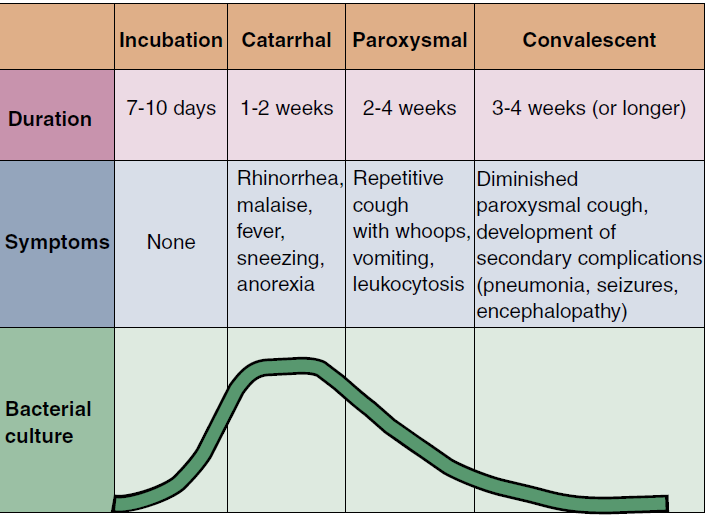 Incubation Catarrhal Paroxysmal Convalescent
Duration 7-10 days 1-2 weeks 2-4 weeks 3-4 weeks (or longer)
Symptoms
None
Rhinorrhea,
malaise,
fever,
sneezing,
anorexia
Repetitive
cough
with whoops,
vomiting,
leukocytosis
Diminished
paroxysmal cough,
development of
secondary complications
(pneumonia, seizures,
encephalopathy)
Bacterial
culture